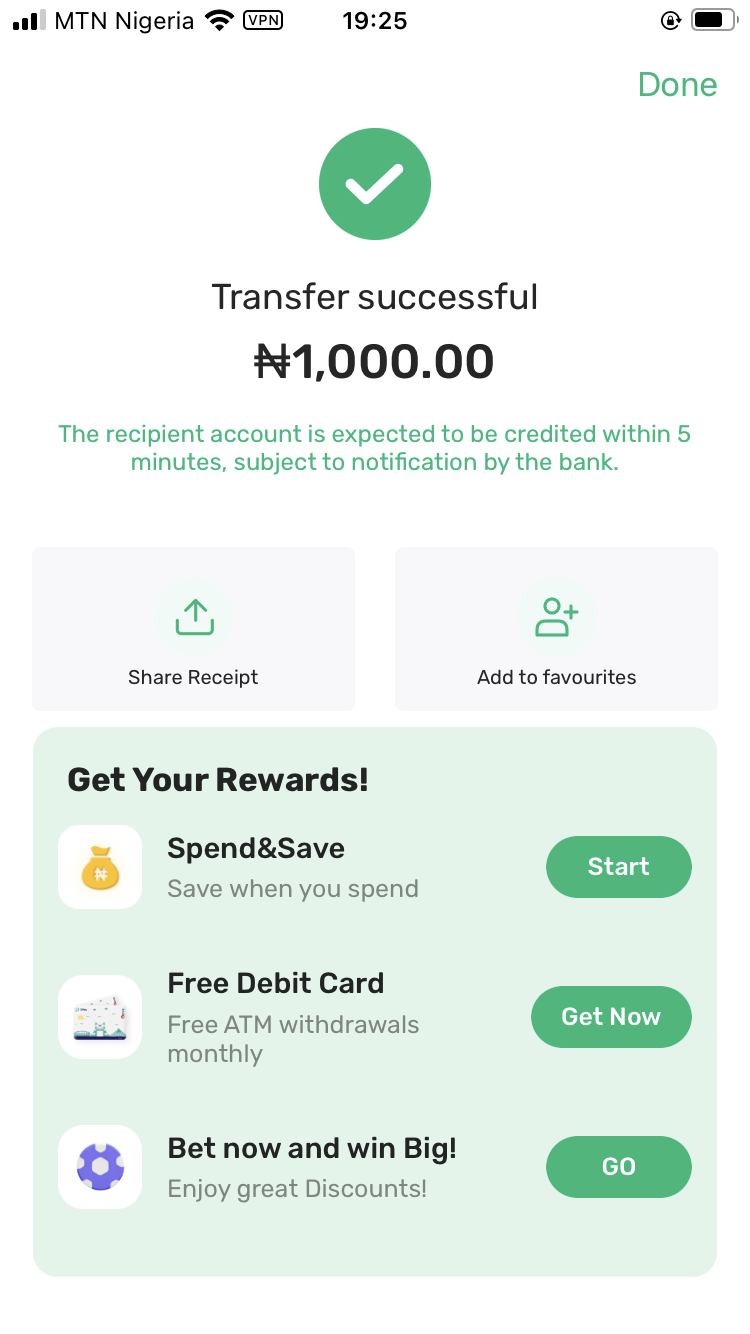 MTN Nigeria VPN 19:25
Done
Transfer successful
₦1,000.00
The recipient account is expected to be credited within 5
minutes, subject to notification by the bank.
Share Receipt
Add to favourites
Get Your Rewards!
Spend&Save
Save when you spend
Start
Free Debit Card
Free ATM withdrawals
monthly
Get Now
Bet now and win Big!
Enjoy great Discounts!
GO